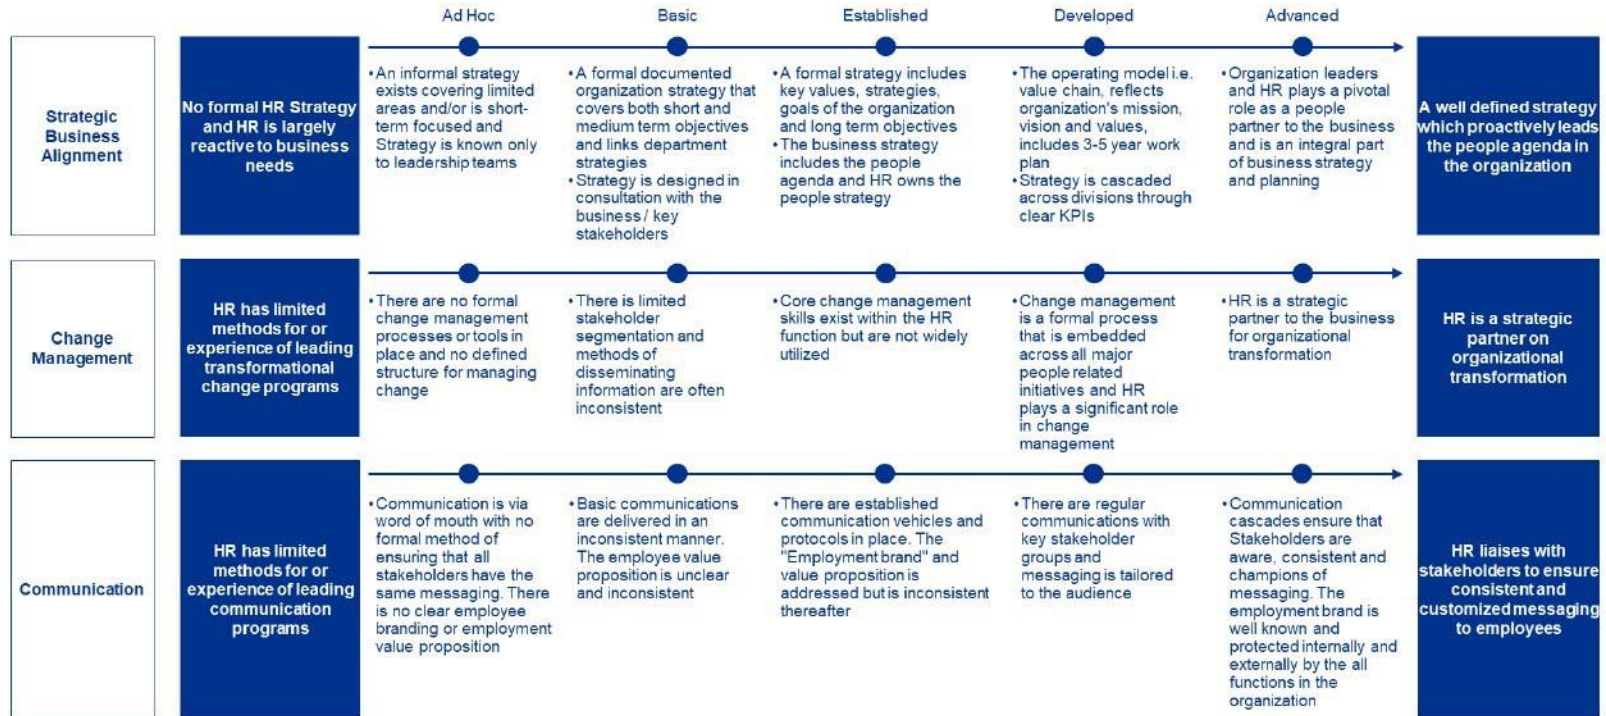 Ad Hoc
Basic
Established
Developed
Advanced
Strategic
Business
Alignment
No formal HR Strategy
and HR is largely
reactive to business
needs
•An informal strategy
exists covering limited
areas and/or is short-
term focused and
Strategy is known only
to leadership teams
•A formal documented
organization strategy that
covers both short and
medium term objectives
and links department
strategies
•Strategy is designed in
consultation with the
business / key
stakeholders
•A formal strategy includes
key values, strategies,
goals of the organization
and long term objectives
•The business strategy
includes the people
agenda and HR owns the
people strategy
•The operating model i.e.
value chain, reflects
organization's mission,
vision and values,
includes 3-5 year work
plan
•Strategy is cascaded
across divisions through
clear KPIs
•Organization leaders
and HR plays a pivotal
role as a people
partner to the business
and is an integral part
of business strategy
and planning
A well defined strategy
which proactively leads
the people agenda in
the organization
Change
Management
HR has limited
methods for or
experience of leading
transformational
change programs
•There are no formal
change management
processes or tools in
place and no defined
structure for managing
change
•There is limited
stakeholder
segmentation and
methods of
disseminating
information are often
inconsistent
•Core change management
skills exist within the HR
function but are not widely
utilized
•Change management
is a formal process
that is embedded
across all major
people related
initiatives and HR
plays a significant role
in change
management
•HR is a strategic
partner to the business
for organizational
transformation
HR is a strategic
partner on
organizational
transformation
Communication
HR has limited
methods for or
experience of leading
communication
programs
•Communication is via
word of mouth with no
formal method of
ensuring that all
stakeholders have the
same messaging. There
is no clear employee
branding or employment
value proposition
•Basic communications
are delivered in an
inconsistent manner.
The employee value
proposition is unclear
and inconsistent
•There are established
communication vehicles and
protocols in place. The
"Employment brand" and
value proposition is
addressed but is inconsistent
thereafter
•There are regular
communications with
key stakeholder
groups and
messaging is tailored
to the audience
•Communication
cascades ensure that
Stakeholders are
aware, consistent and
champions of
messaging. The
employment brand is
well known and
protected internally and
externally by the all
functions in the
organization
HR liaises with
stakeholders to ensure
consistent and
customized messaging
to employees